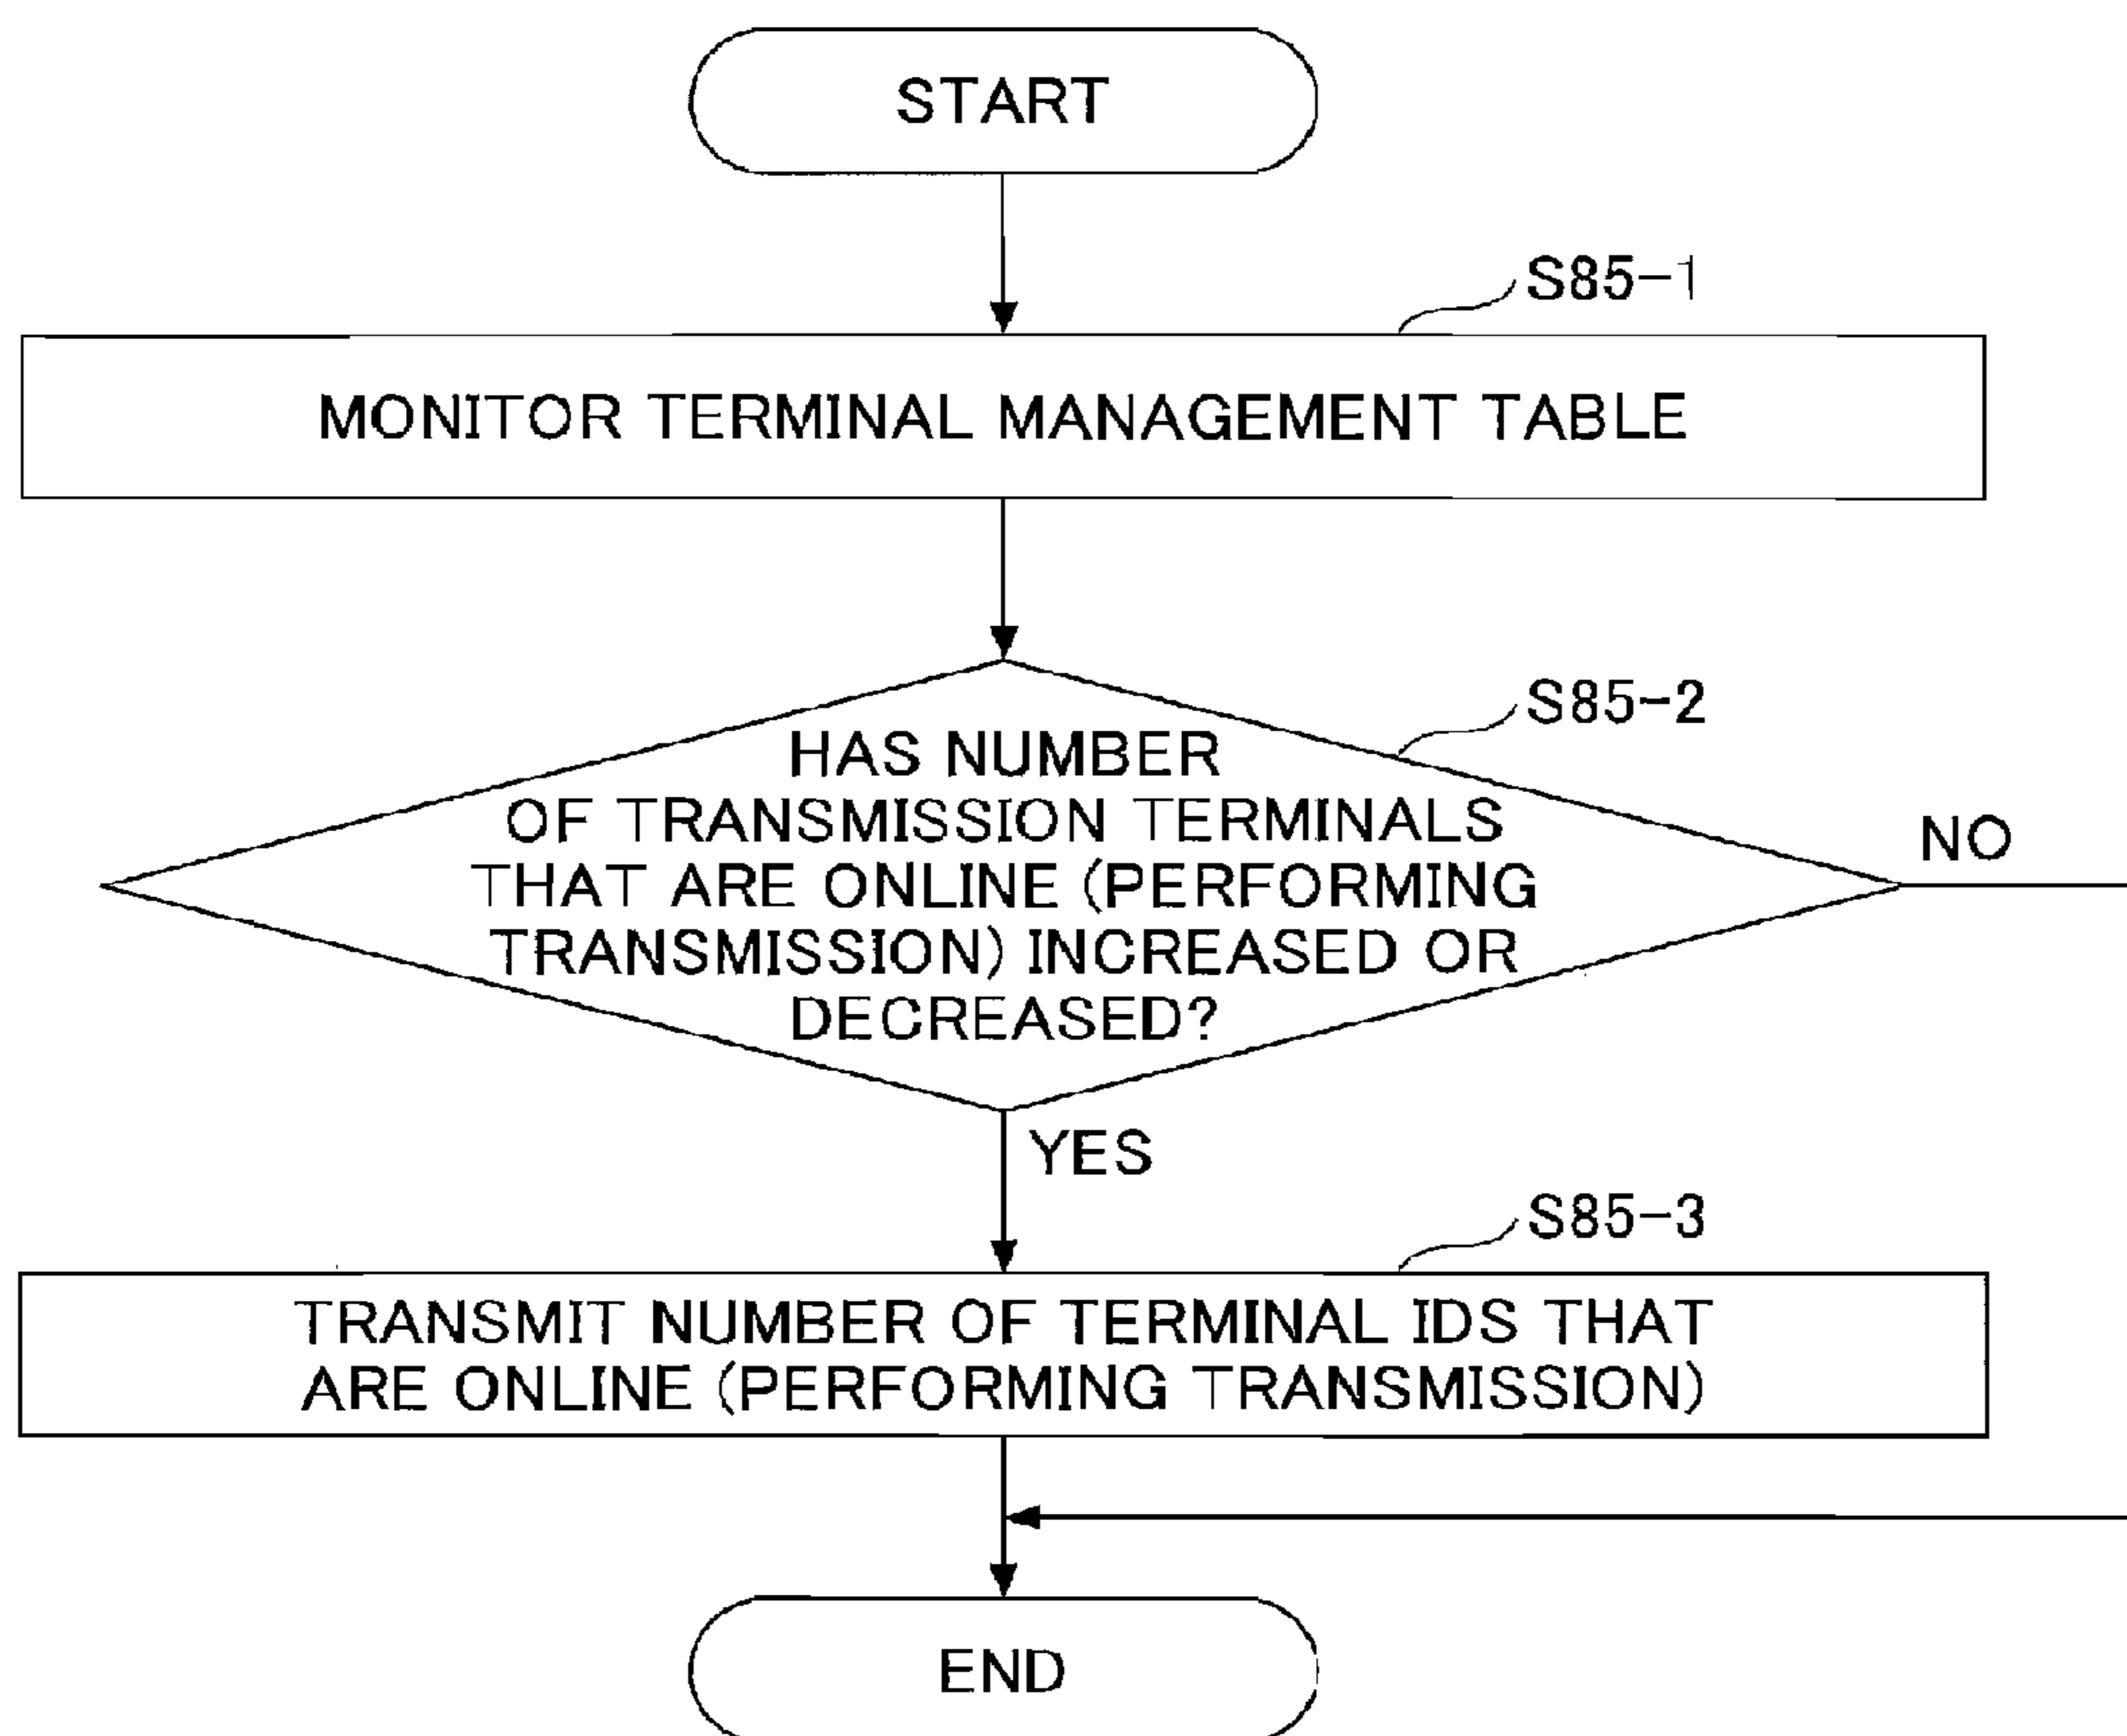 START
S85-1
MONITOR TERMINAL MANAGEMENT TABLE
S85-2
HAS NUMBER
OF TRANSMISSION TERMINALS
THAT ARE ONLINE (PERFORMING
TRANSMISSION) INCREASED OR
DECREASED?
NO
YES
S85-3
TRANSMIT NUMBER OF TERMINAL IDS THAT
ARE ONLINE (PERFORMING TRANSMISSION)
END